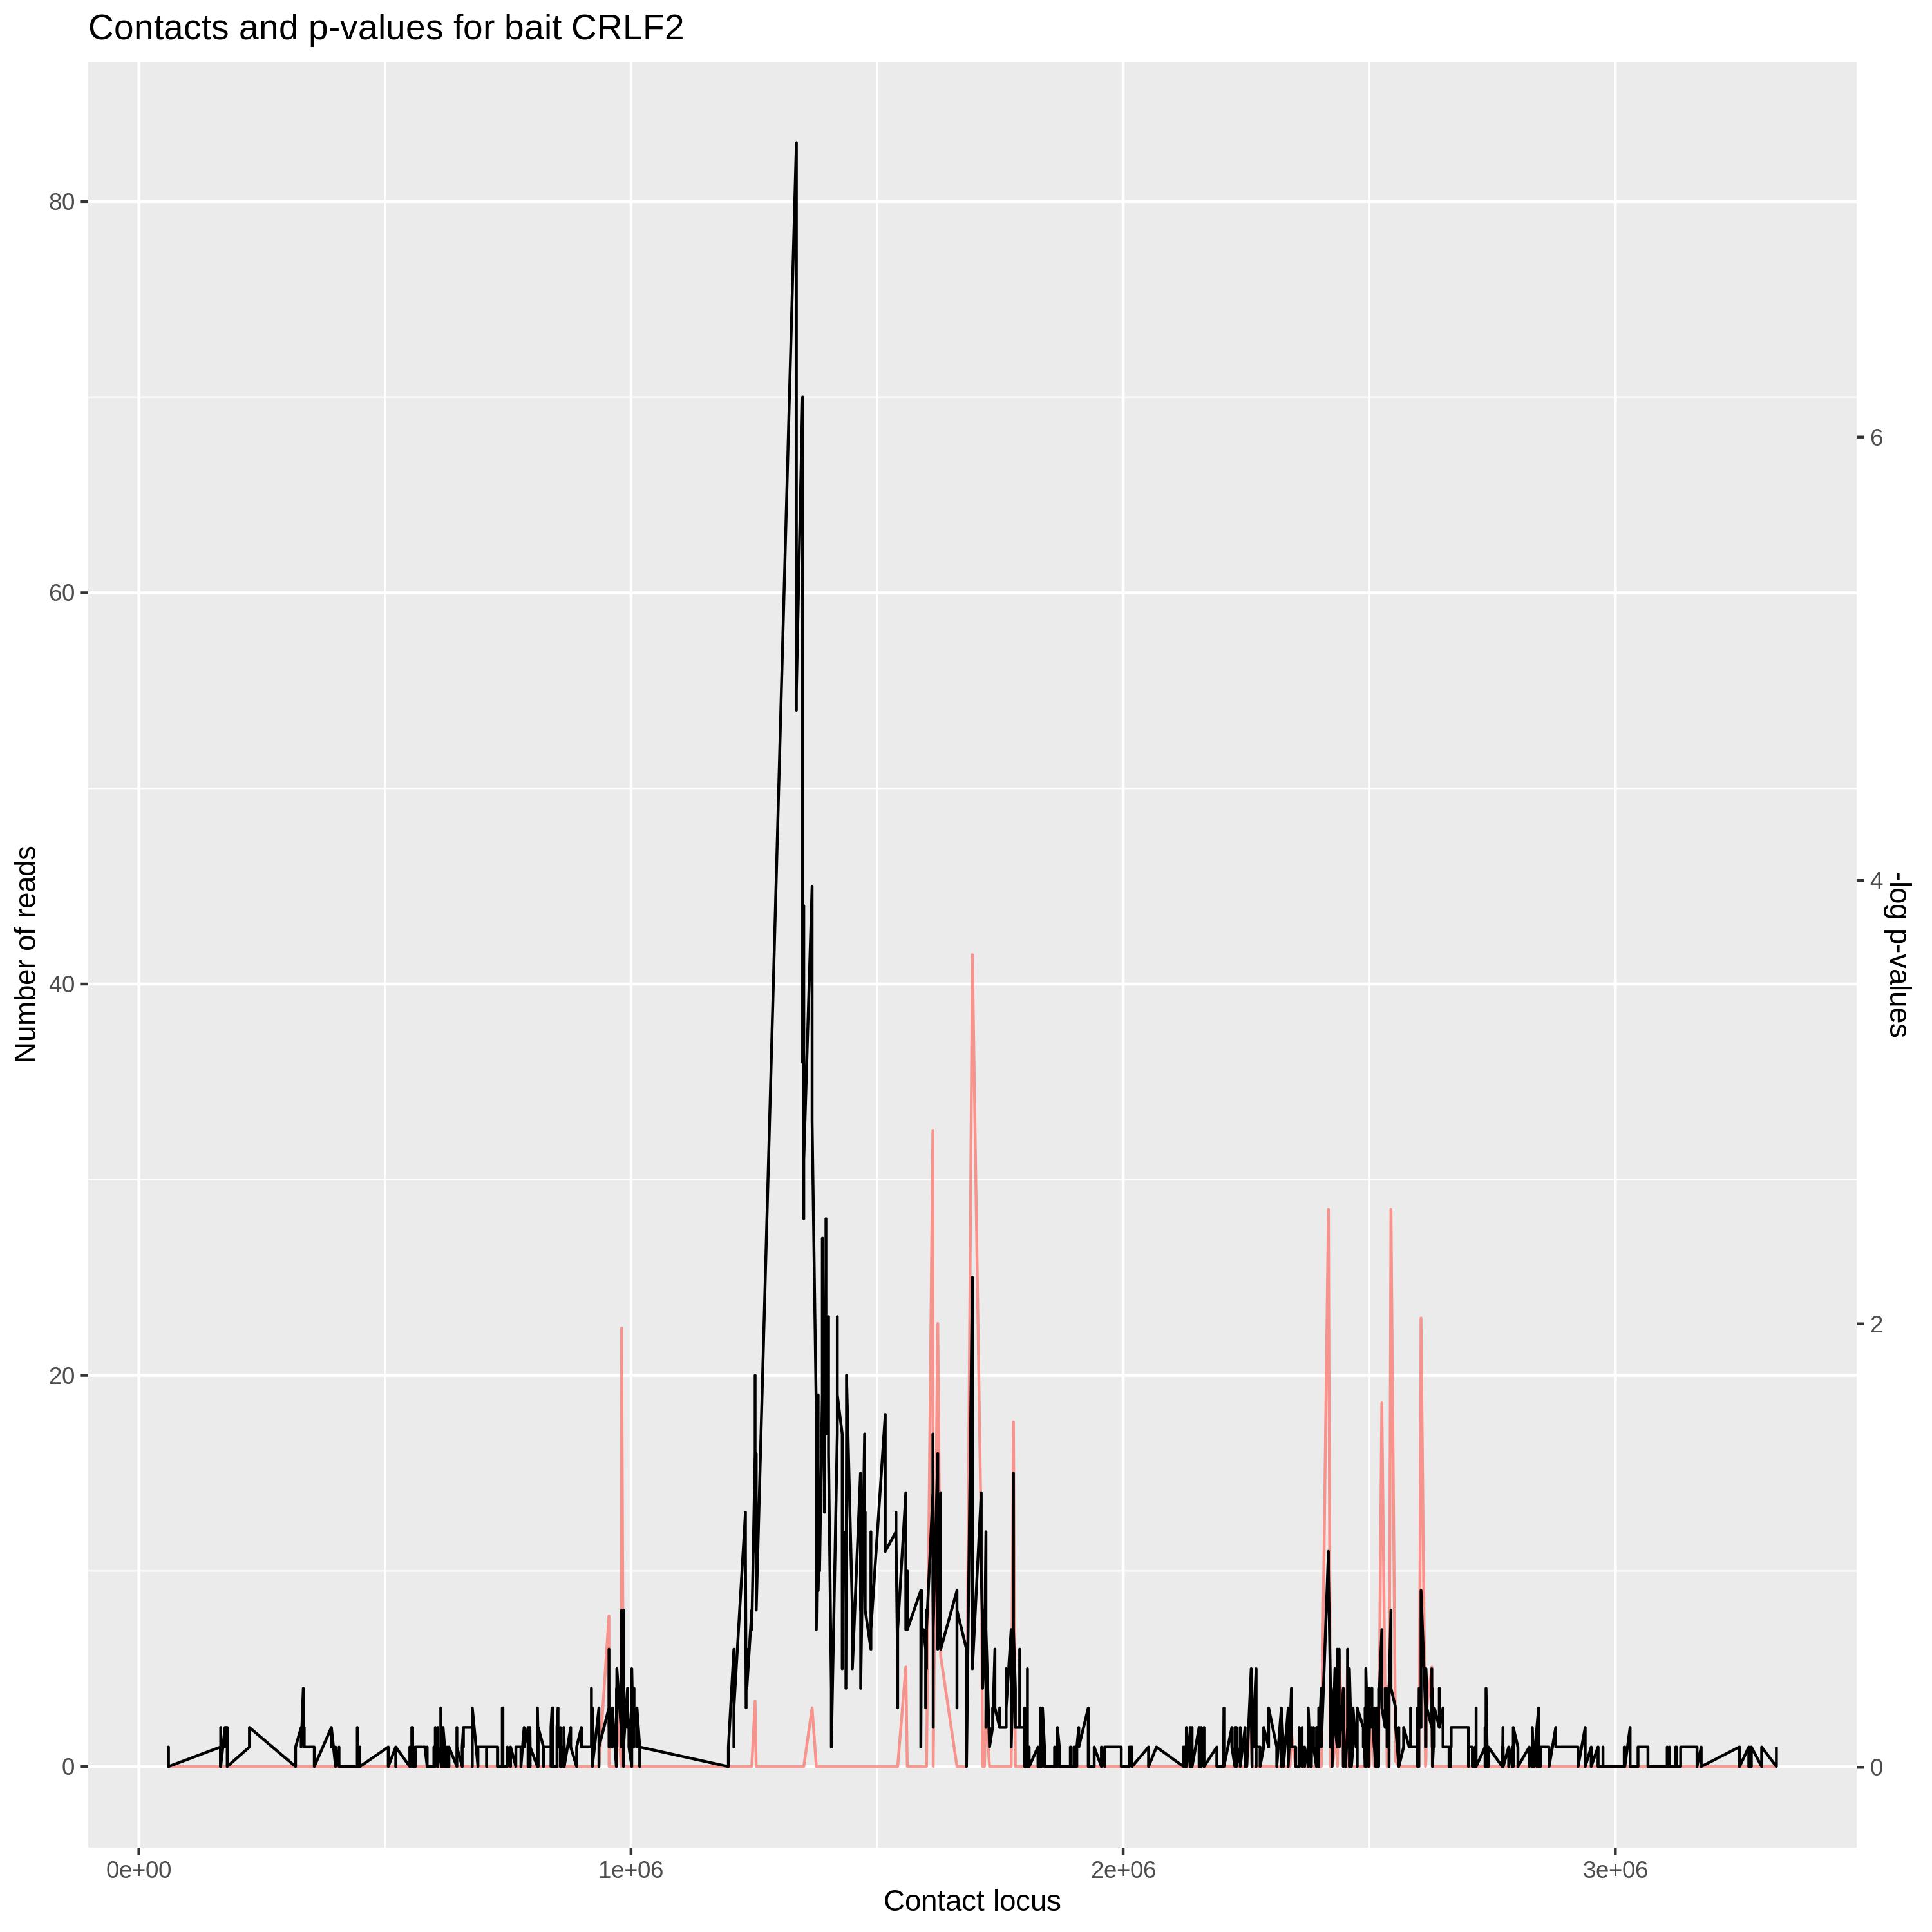 Contacts and p-values for bait CRLF2
80
60
40
20
0
Number of reads
6
4
2
0
-log p-values
0e+00
1e+06
2e+06
3e+06
Contact locus